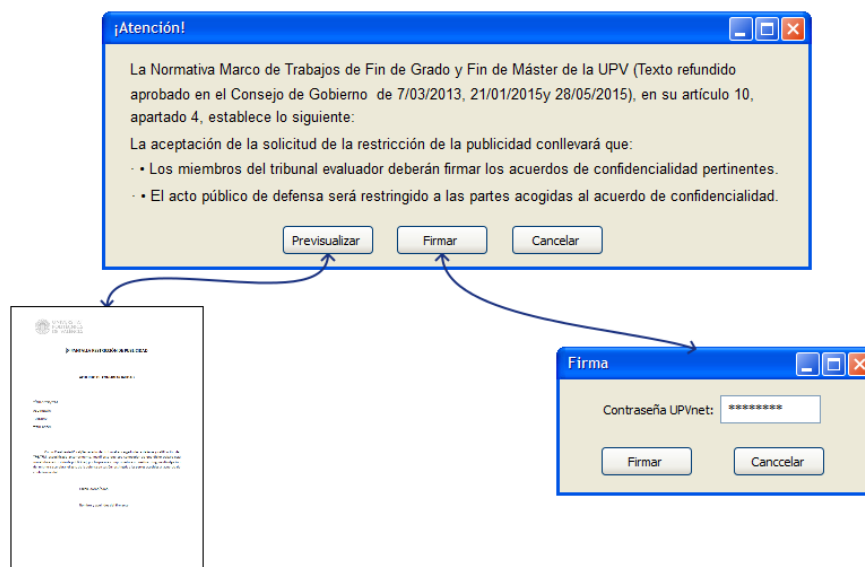 ¡Atención!
La Normativa Marco de Trabajos de Fin de Grado y Fin de Máster de la UPV (Texto refundido
aprobado en el Consejo de Gobierno de 7/03/2013, 21/01/2015y 28/05/2015), en su artículo 10,
apartado 4, establece lo siguiente:
La aceptación de la solicitud de la restricción de la publicidad conllevará que:
· • Los miembros del tribunal evaluador deberán firmar los acuerdos de confidencialidad pertinentes.
· • El acto público de defensa será restringido a las partes acogidas al acuerdo de confidencialidad.
Previsualizar Firmar Cancelar
Firma
Contraseña UPVnet: ********
Firmar Canccelar